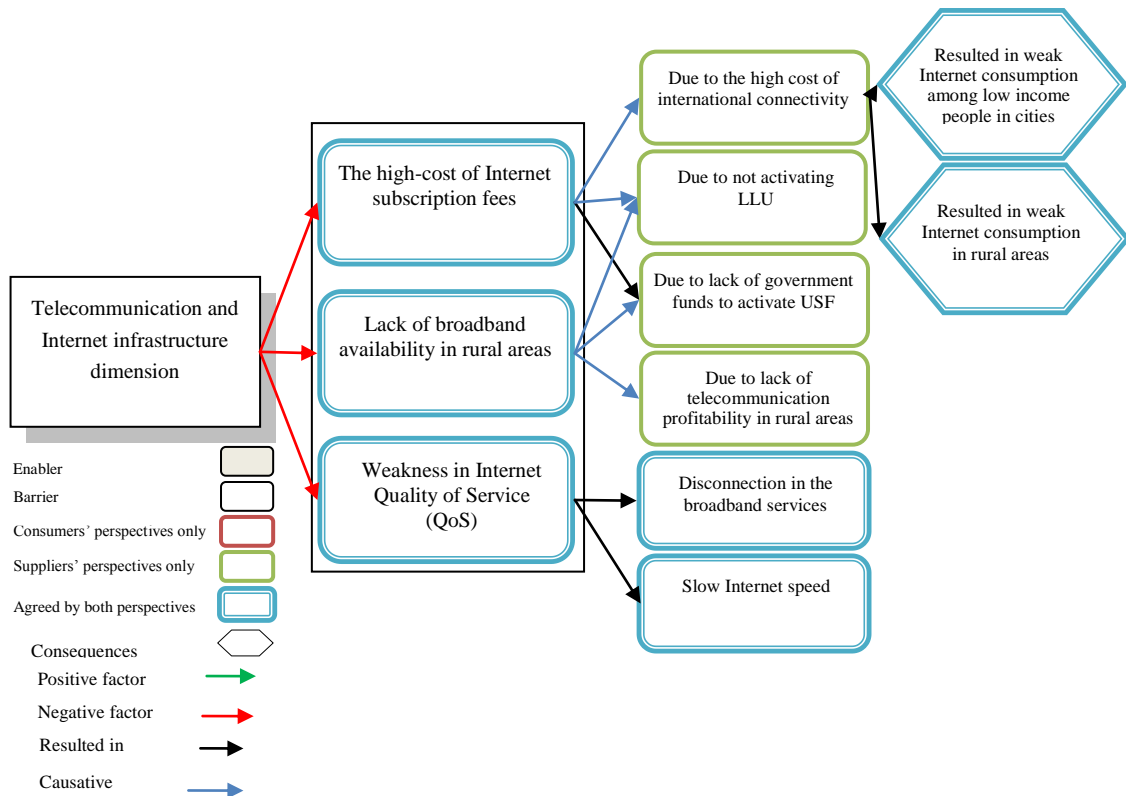 Telecommunication and
Internet infrastructure
dimension
The high-cost of Internet
subscription fees
Lack of broadband
availability in rural areas
Weakness in Internet
Quality of Service
(QoS)
Due to the high cost of
international connectivity
Due to not activating
LLU
Due to lack of government
funds to activate USF
Due to lack of
telecommunication
profitability in rural areas
Disconnection in the
broadband services
Slow Internet speed
Resulted in weak
Internet consumption
among low income
people in cities
Resulted in weak
Internet consumption
in rural areas
Enabler
Barrier
Consumers’ perspectives only
Suppliers’ perspectives only
Agreed by both perspectives
Consequences
Positive factor
Negative factor
Resulted in
Causative